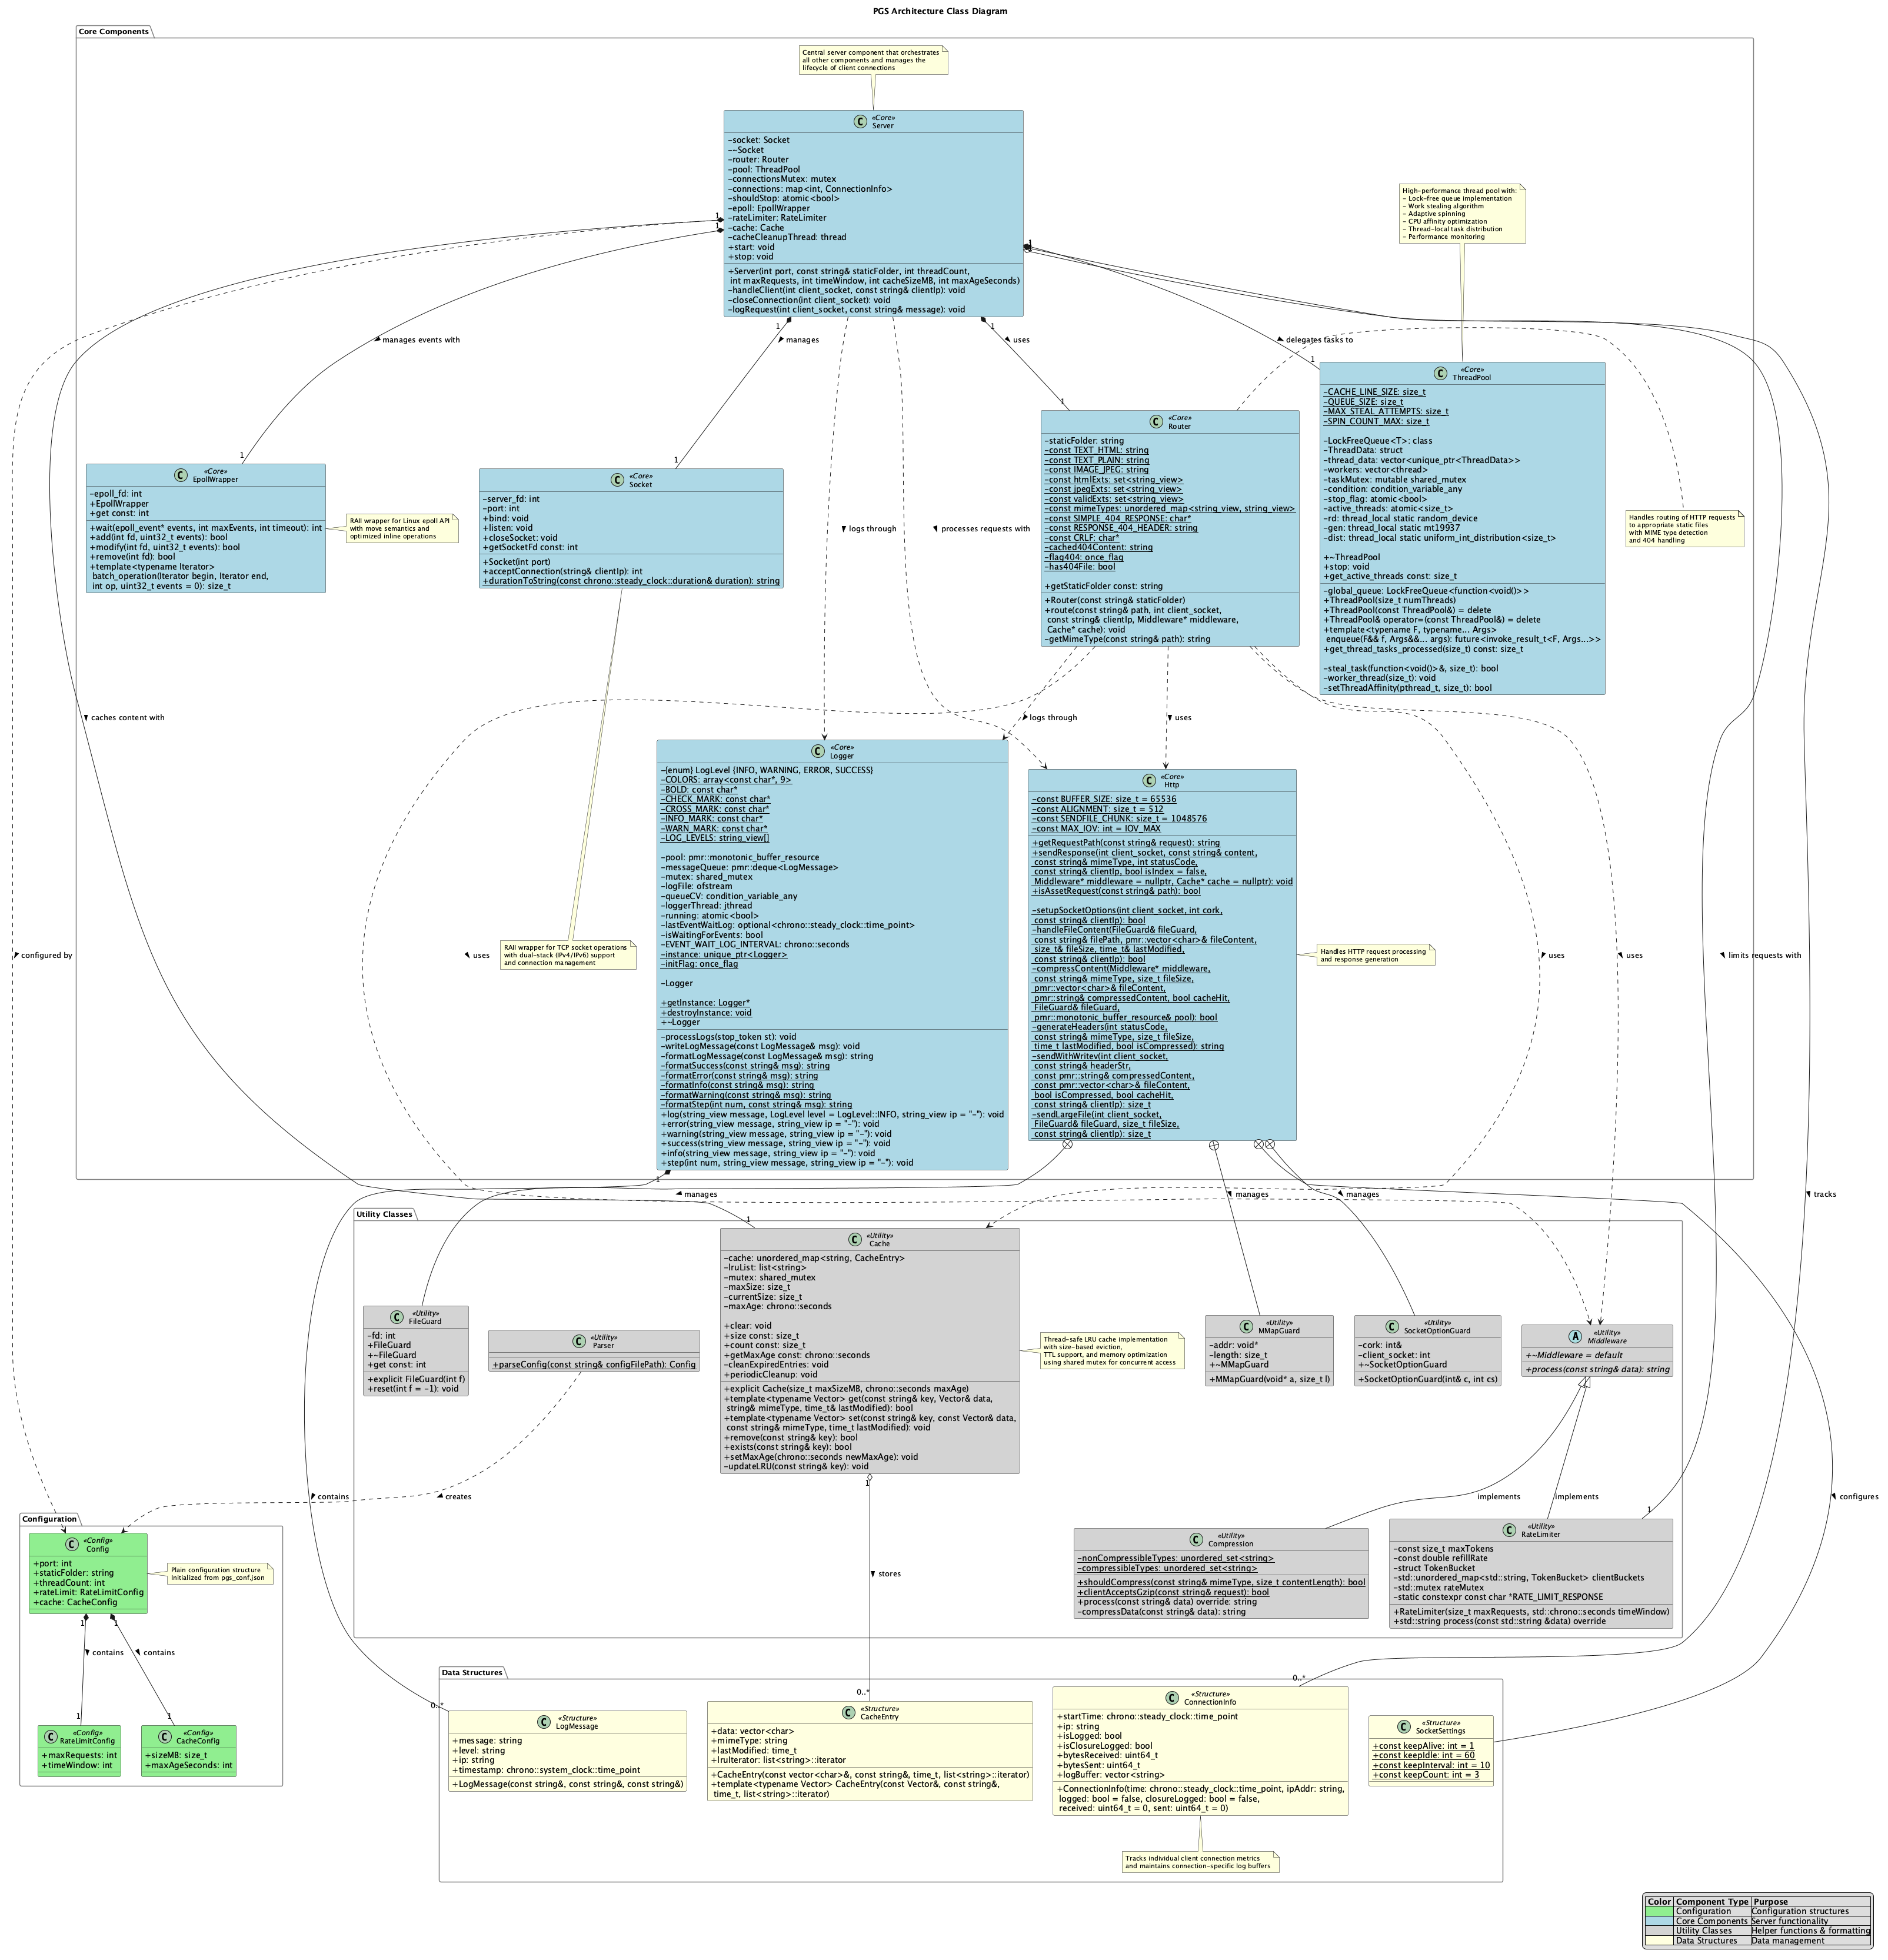 PGS Architecture Class Diagram
Core Components
Central server component that orchestrates
all other components and manages the
lifecycle of client connections
C
«Core»
Server
-socket: Socket
-~Socket
-router: Router
-pool: ThreadPool
-connectionsMutex: mutex
-connections: map<int, ConnectionInfo>
-shouldStop: atomic<bool>
-epoll: EpollWrapper
-rateLimiter: RateLimiter
-cache: Cache
-cacheCleanupThread: thread
+start: void
+stop: void
+Server(int port, const string& staticFolder, int threadCount,
int maxRequests, int timeWindow, int cacheSizeMB, int maxAgeSeconds)
-handleClient(int client_socket, const string& clientIp): void
-closeConnection(int client_socket): void
-logRequest(int client_socket, const string& message): void
High-performance thread pool with:
- Lock-free queue implementation
- Work stealing algorithm
- Adaptive spinning
- CPU affinity optimization
- Thread-local task distribution
- Performance monitoring
1
1
1
1
1
manages events with
manages
uses
delegates tasks to
1
1
1
1
C
«Core»
ThreadPool
-CACHE_LINE_SIZE: size_t
-QUEUE_SIZE: size_t
-MAX_STEAL_ATTEMPTS: size_t
-SPIN_COUNT_MAX: size_t
-LockFreeQueue<T>: class
-ThreadData: struct
-thread_data: vector<unique_ptr<ThreadData>>
-workers: vector<thread>
-taskMutex: mutable shared_mutex
-condition: condition_variable_any
-stop_flag: atomic<bool>
-active_threads: atomic<size_t>
-rd: thread_local static random_device
-gen: thread_local static mt19937
-dist: thread_local static uniform_int_distribution<size_t>
+~ThreadPool
+stop: void
+get_active_threads const: size_t
-global_queue: LockFreeQueue<function<void()>>
+ThreadPool(size_t numThreads)
+ThreadPool(const ThreadPool&) = delete
+ThreadPool& operator=(const ThreadPool&) = delete
+template<typename F, typename... Args>
enqueue(F&& f, Args&&... args): future<invoke_result_t<F, Args...>>
+get_thread_tasks_processed(size_t) const: size_t
-steal_task(function<void()>&, size_t): bool
-worker_thread(size_t): void
-setThreadAffinity(pthread_t, size_t): bool
C
«Core»
Router
-staticFolder: string
-const TEXT_HTML: string
-const TEXT_PLAIN: string
-const IMAGE_JPEG: string
-const htmlExts: set<string_view>
-const jpegExts: set<string_view>
-const validExts: set<string_view>
-const mimeTypes: unordered_map<string_view, string_view>
-const SIMPLE_404_RESPONSE: char*
-const RESPONSE_404_HEADER: string
-const CRLF: char*
-cached404Content: string
-flag404: once_flag
-has404File: bool
+getStaticFolder const: string
+Router(const string& staticFolder)
+route(const string& path, int client_socket,
const string& clientIp, Middleware* middleware,
Cache* cache): void
-getMimeType(const string& path): string
Handles routing of HTTP requests
to appropriate static files
with MIME type detection
and 404 handling
C
«Core»
EpollWrapper
-epoll_fd: int
+EpollWrapper
+get const: int
+wait(epoll_event* events, int maxEvents, int timeout): int
+add(int fd, uint32_t events): bool
+modify(int fd, uint32_t events): bool
+remove(int fd): bool
+template<typename Iterator>
batch_operation(Iterator begin, Iterator end,
int op, uint32_t events = 0): size_t
RAII wrapper for Linux epoll API
with move semantics and
optimized inline operations
C
«Core»
Socket
-server_fd: int
-port: int
+bind: void
+listen: void
+closeSocket: void
+getSocketFd const: int
+Socket(int port)
+acceptConnection(string& clientIp): int
+durationToString(const chrono::steady_clock::duration& duration): string
logs through
processes requests with
caches content with
logs through
uses
C
«Core»
Logger
-{enum} LogLevel {INFO, WARNING, ERROR, SUCCESS}
-COLORS: array<const char*, 9>
-BOLD: const char*
-CHECK_MARK: const char*
-CROSS_MARK: const char*
-INFO_MARK: const char*
-WARN_MARK: const char*
-LOG_LEVELS: string_view[]
-pool: pmr::monotonic_buffer_resource
-messageQueue: pmr::deque<LogMessage>
-mutex: shared_mutex
-logFile: ofstream
-queueCV: condition_variable_any
-loggerThread: jthread
-running: atomic<bool>
-lastEventWaitLog: optional<chrono::steady_clock::time_point>
-isWaitingForEvents: bool
-EVENT_WAIT_LOG_INTERVAL: chrono::seconds
-instance: unique_ptr<Logger>
-initFlag: once_flag
-Logger
+getInstance: Logger*
+destroyInstance: void
+~Logger
-processLogs(stop_token st): void
-writeLogMessage(const LogMessage& msg): void
-formatLogMessage(const LogMessage& msg): string
-formatSuccess(const string& msg): string
-formatError(const string& msg): string
-formatInfo(const string& msg): string
-formatWarning(const string& msg): string
-formatStep(int num, const string& msg): string
+log(string_view message, LogLevel level = LogLevel::INFO, string_view ip = "-"): void
+error(string_view message, string_view ip = "-"): void
+warning(string_view message, string_view ip = "-"): void
+success(string_view message, string_view ip = "-"): void
+info(string_view message, string_view ip = "-"): void
+step(int num, string_view message, string_view ip = "-"): void
C
«Core»
Http
-const BUFFER_SIZE: size_t = 65536
-const ALIGNMENT: size_t = 512
-const SENDFILE_CHUNK: size_t = 1048576
-const MAX_IOV: int = IOV_MAX
+getRequestPath(const string& request): string
+sendResponse(int client_socket, const string& content,
const string& mimeType, int statusCode,
const string& clientIp, bool isIndex = false,
Middleware* middleware = nullptr, Cache* cache = nullptr): void
+isAssetRequest(const string& path): bool
-setupSocketOptions(int client_socket, int cork,
const string& clientIp): bool
-handleFileContent(FileGuard& fileGuard,
const string& filePath, pmr::vector<char>& fileContent,
size_t& fileSize, time_t& lastModified,
const string& clientIp): bool
-compressContent(Middleware* middleware,
const string& mimeType, size_t fileSize,
pmr::vector<char>& fileContent,
pmr::string& compressedContent, bool cacheHit,
FileGuard& fileGuard,
pmr::monotonic_buffer_resource& pool): bool
-generateHeaders(int statusCode,
const string& mimeType, size_t fileSize,
time_t lastModified, bool isCompressed): string
-sendWithWritev(int client_socket,
const string& headerStr,
const pmr::string& compressedContent,
const pmr::vector<char>& fileContent,
bool isCompressed, bool cacheHit,
const string& clientIp): size_t
-sendLargeFile(int client_socket,
FileGuard& fileGuard, size_t fileSize,
const string& clientIp): size_t
RAII wrapper for TCP socket operations
with dual-stack (IPv4/IPv6) support
and connection management
Handles HTTP request processing
and response generation
configured by
uses
uses
uses
limits requests with
1
manages
manages
manages
tracks
Utility Classes
1
C
«Utility»
Cache
-cache: unordered_map<string, CacheEntry>
-lruList: list<string>
-mutex: shared_mutex
-maxSize: size_t
-currentSize: size_t
-maxAge: chrono::seconds
+clear: void
+size const: size_t
+count const: size_t
+getMaxAge const: chrono::seconds
-cleanExpiredEntries: void
+periodicCleanup: void
+explicit Cache(size_t maxSizeMB, chrono::seconds maxAge)
+template<typename Vector> get(const string& key, Vector& data,
string& mimeType, time_t& lastModified): bool
+template<typename Vector> set(const string& key, const Vector& data,
const string& mimeType, time_t lastModified): void
+remove(const string& key): bool
+exists(const string& key): bool
+setMaxAge(chrono::seconds newMaxAge): void
-updateLRU(const string& key): void
Thread-safe LRU cache implementation
with size-based eviction,
TTL support, and memory optimization
using shared mutex for concurrent access
C
«Utility»
FileGuard
-fd: int
+FileGuard
+~FileGuard
+get const: int
+explicit FileGuard(int f)
+reset(int f = -1): void
C
«Utility»
Parser
+parseConfig(const string& configFilePath): Config
C
«Utility»
MMapGuard
-addr: void*
-length: size_t
+~MMapGuard
+MMapGuard(void* a, size_t l)
C
«Utility»
SocketOptionGuard
-cork: int&
-client_socket: int
+~SocketOptionGuard
+SocketOptionGuard(int& c, int cs)
A
«Utility»
Middleware
+~Middleware = default
+process(const string& data): string
1
contains
creates
implements
implements
1
configures
stores
C
«Utility»
Compression
-nonCompressibleTypes: unordered_set<string>
-compressibleTypes: unordered_set<string>
+shouldCompress(const string& mimeType, size_t contentLength): bool
+clientAcceptsGzip(const string& request): bool
+process(const string& data) override: string
-compressData(const string& data): string
C
«Utility»
RateLimiter
-const size_t maxTokens
-const double refillRate
-struct TokenBucket
-std::unordered_map<std::string, TokenBucket> clientBuckets
-std::mutex rateMutex
-static constexpr const char *RATE_LIMIT_RESPONSE
+RateLimiter(size_t maxRequests, std::chrono::seconds timeWindow)
+std::string process(const std::string &data) override
Configuration
C
«Config»
Config
+port: int
+staticFolder: string
+threadCount: int
+rateLimit: RateLimitConfig
+cache: CacheConfig
Plain configuration structure
Initialized from pgs_conf.json
1
1
contains
contains
1
1
C
«Config»
RateLimitConfig
+maxRequests: int
+timeWindow: int
C
«Config»
CacheConfig
+sizeMB: size_t
+maxAgeSeconds: int
Data Structures
0..*
0..*
0..*
C
«Structure»
LogMessage
+message: string
+level: string
+ip: string
+timestamp: chrono::system_clock::time_point
+LogMessage(const string&, const string&, const string&)
C
«Structure»
CacheEntry
+data: vector<char>
+mimeType: string
+lastModified: time_t
+lruIterator: list<string>::iterator
+CacheEntry(const vector<char>&, const string&, time_t, list<string>::iterator)
+template<typename Vector> CacheEntry(const Vector&, const string&,
time_t, list<string>::iterator)
C
«Structure»
ConnectionInfo
+startTime: chrono::steady_clock::time_point
+ip: string
+isLogged: bool
+isClosureLogged: bool
+bytesReceived: uint64_t
+bytesSent: uint64_t
+logBuffer: vector<string>
+ConnectionInfo(time: chrono::steady_clock::time_point, ipAddr: string,
logged: bool = false, closureLogged: bool = false,
received: uint64_t = 0, sent: uint64_t = 0)
C
«Structure»
SocketSettings
+const keepAlive: int = 1
+const keepIdle: int = 60
+const keepInterval: int = 10
+const keepCount: int = 3
Tracks individual client connection metrics
and maintains connection-specific log buffers
Color Component Type Purpose
Configuration Configuration structures
Core Components Server functionality
Utility Classes Helper functions & formatting
Data Structures Data management